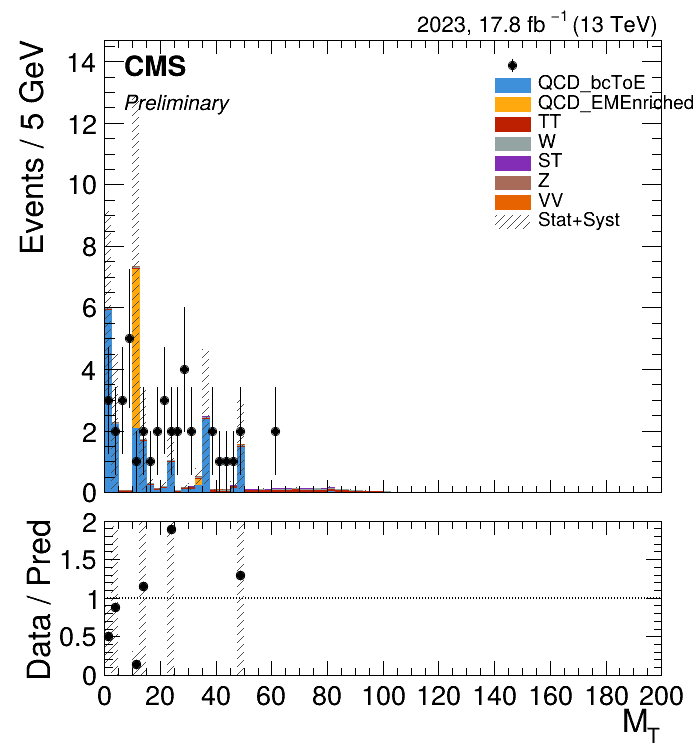 2023, 17.8 fb⁻¹ (13 TeV)
CMS
Preliminary
QCD_bcToE
QCD_EMEnriched
TT
W
ST
Z
VV
Stat+Syst
Events / 5 GeV
14
12
10
8
6
4
2
0
Data / Pred
2
1.5
1
0.5
0
0 20 40 60 80 100 120 140 160 180 200
M_T